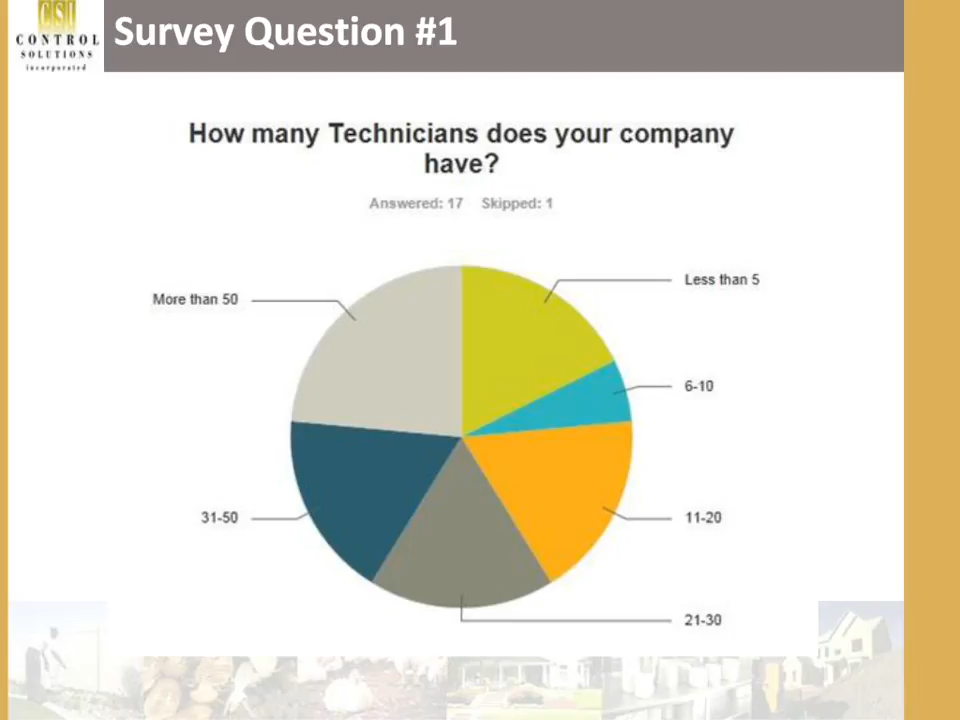 CSI
CONTROL
SOLUTIONS
incorporated
Survey Question #1
How many Technicians does your company
have?
Answered: 17 Skipped: 1
Less than 5
More than 50
6-10
31-50
11-20
21-30